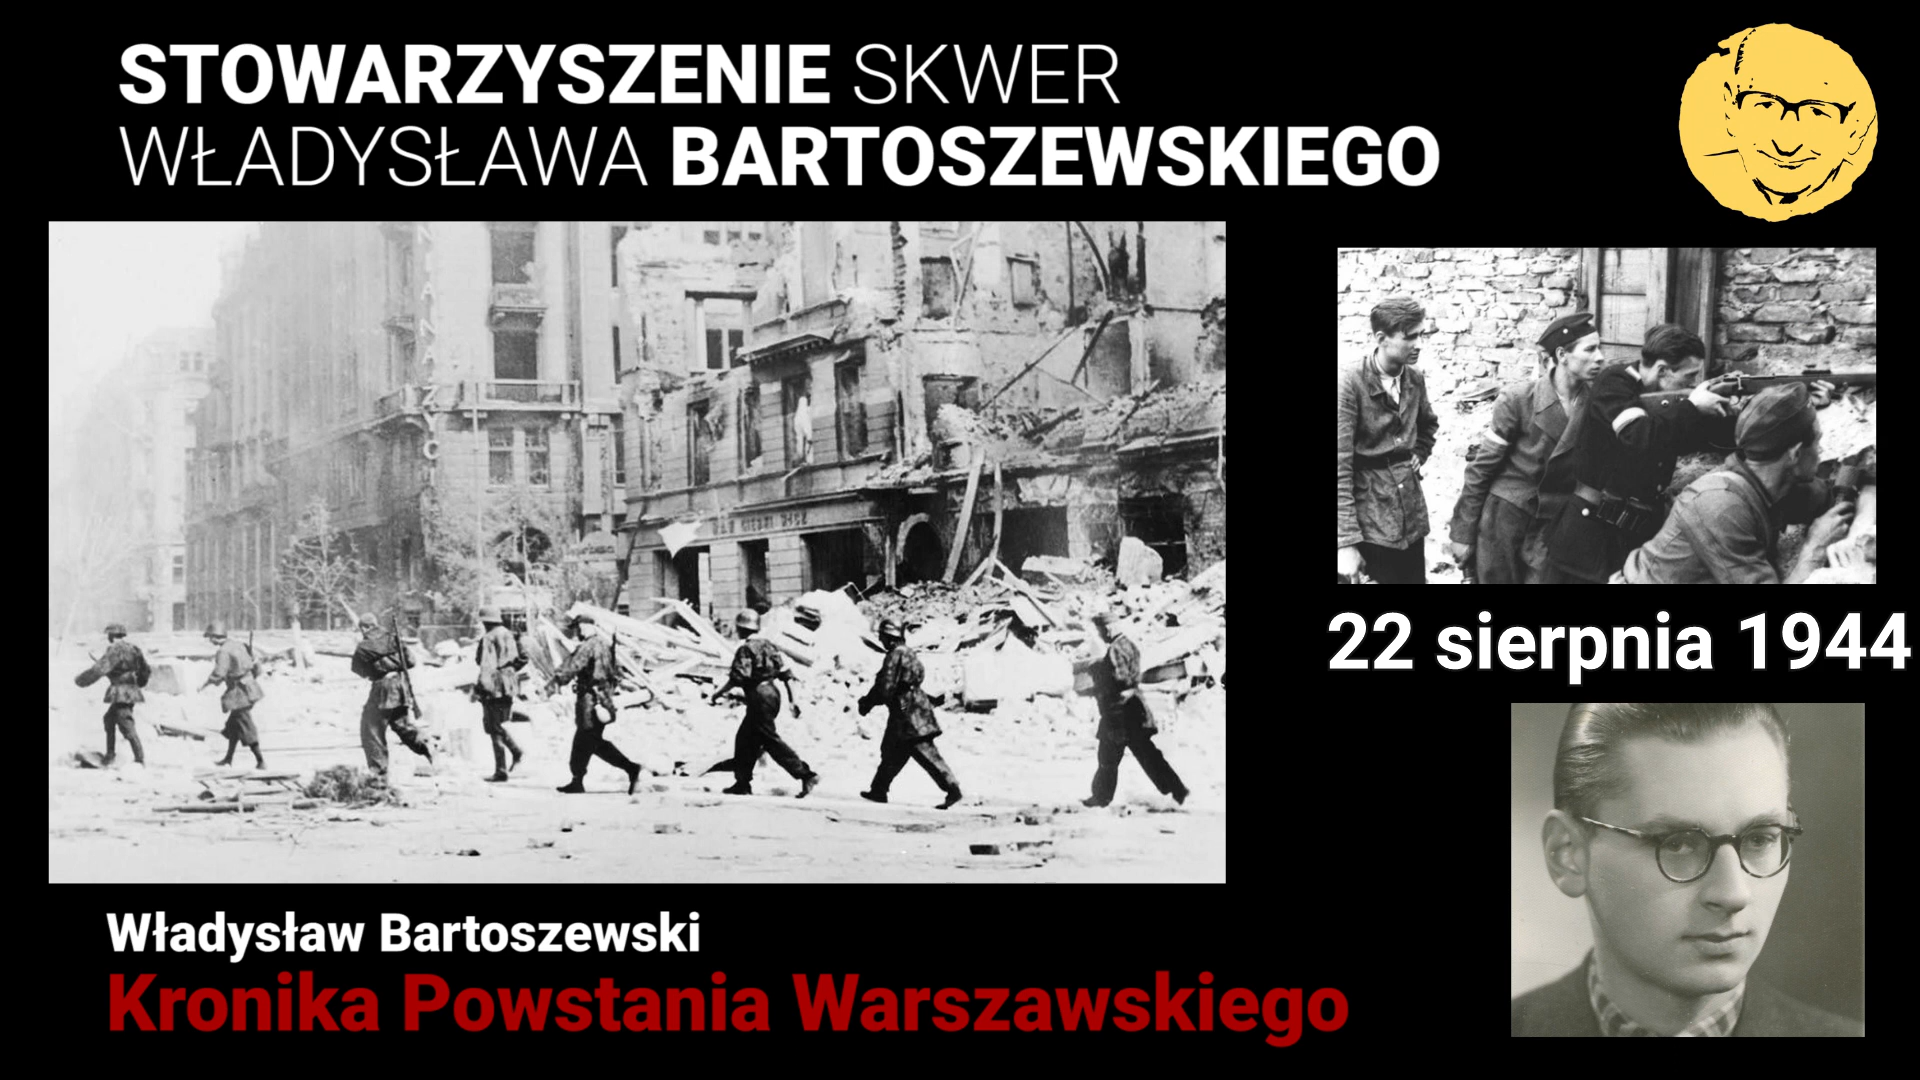 STOWARZYSZENIE SKWER
WŁADYSŁAWA BARTOSZEWSKIEGO
22 sierpnia 1944
Władysław Bartoszewski
Kronika Powstania Warszawskiego